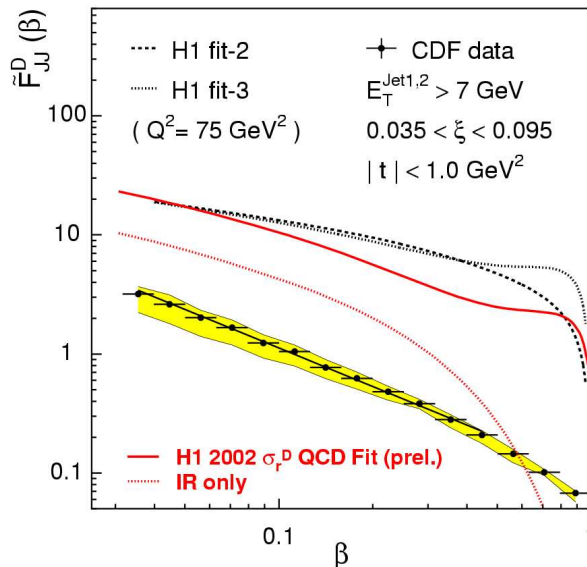 F̃ᴰ_JJ (β)
H1 fit-2
H1 fit-3
( Q²= 75 GeV² )
CDF data
E_T^Jet1,2 > 7 GeV
0.035 < ξ < 0.095
| t | < 1.0 GeV²
100
10
1
0.1
H1 2002 σ_r^D QCD Fit (prel.)
IR only
0.1
1
β